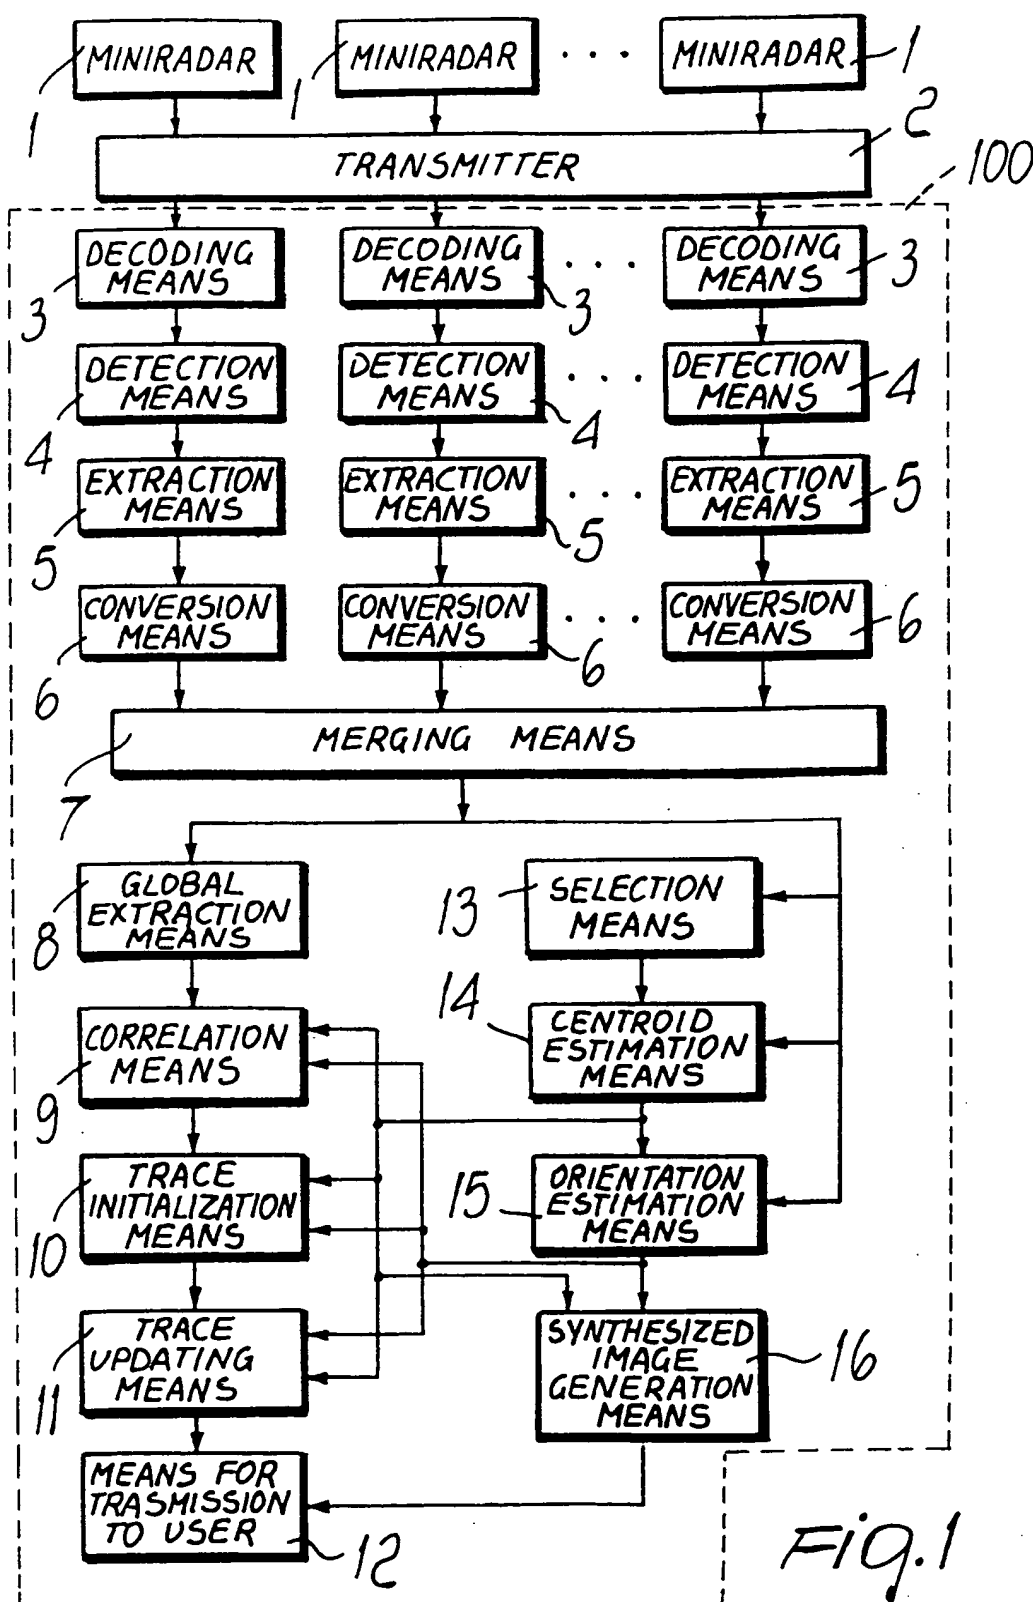 MINIRADAR MINIRADAR . . . MINIRADAR
1 1 1
TRANSMITTER 2
100
DECODING MEANS
3
DECODING MEANS
3
. . .
DECODING MEANS
3
DETECTION MEANS
4
DETECTION MEANS
4
. . .
DETECTION MEANS
4
EXTRACTION MEANS
5
EXTRACTION MEANS
5
. . .
EXTRACTION MEANS
5
CONVERSION MEANS
6
CONVERSION MEANS
6
. . .
CONVERSION MEANS
6
MERGING MEANS
7
GLOBAL
EXTRACTION
MEANS
8
SELECTION
MEANS
13
CORRELATION
MEANS
9
CENTROID
ESTIMATION
MEANS
14
TRACE
INITIALIZATION
MEANS
10
ORIENTATION
ESTIMATION
MEANS
15
TRACE
UPDATING
MEANS
11
SYNTHESIZED
IMAGE
GENERATION
MEANS
16
MEANS FOR
TRASMISSION
TO USER
12
Fig.1